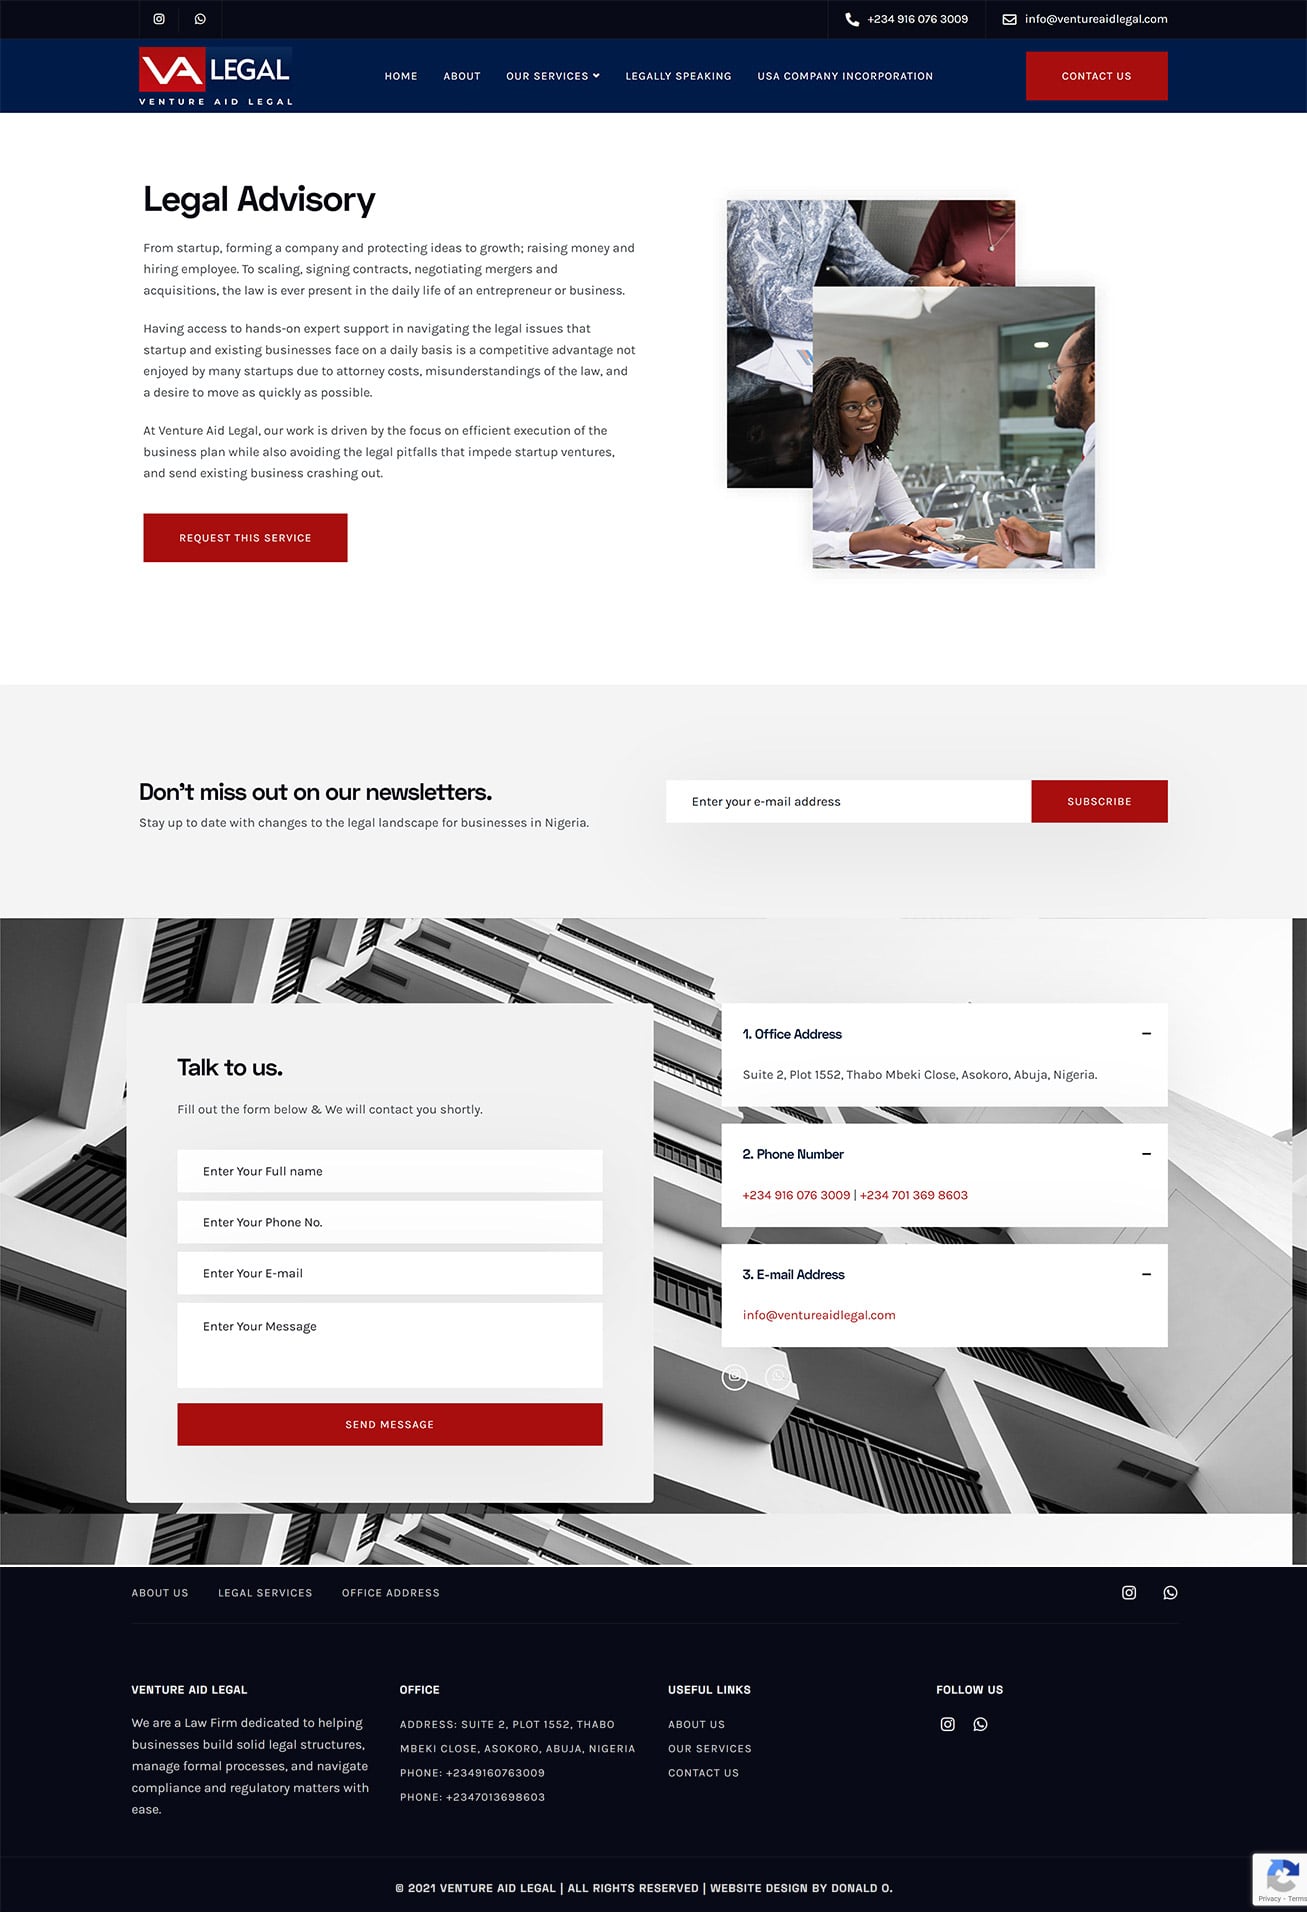 +234 916 076 3009
info@ventureaidlegal.com
VA LEGAL
VENTURE AID LEGAL
HOME
ABOUT
OUR SERVICES
LEGALLY SPEAKING
USA COMPANY INCORPORATION
CONTACT US
Legal Advisory
From startup, forming a company and protecting ideas to growth; raising money and
hiring employee. To scaling, signing contracts, negotiating mergers and
acquisitions, the law is ever present in the daily life of an entrepreneur or business.
Having access to hands-on expert support in navigating the legal issues that
startup and existing businesses face on a daily basis is a competitive advantage not
enjoyed by many startups due to attorney costs, misunderstandings of the law, and
a desire to move as quickly as possible.
At Venture Aid Legal, our work is driven by the focus on efficient execution of the
business plan while also avoiding the legal pitfalls that impede startup ventures,
and send existing business crashing out.
REQUEST THIS SERVICE
Don't miss out on our newsletters.
Stay up to date with changes to the legal landscape for businesses in Nigeria.
Enter your e-mail address
SUBSCRIBE
Talk to us.
Fill out the form below & We will contact you shortly.
Enter Your Full name
Enter Your Phone No.
Enter Your E-mail
Enter Your Message
SEND MESSAGE
1. Office Address
Suite 2, Plot 1552, Thabo Mbeki Close, Asokoro, Abuja, Nigeria.
2. Phone Number
+234 916 076 3009 | +234 701 369 8603
3. E-mail Address
info@ventureaidlegal.com
ABOUT US
LEGAL SERVICES
OFFICE ADDRESS
VENTURE AID LEGAL
We are a Law Firm dedicated to helping
businesses build solid legal structures,
manage formal processes, and navigate
compliance and regulatory matters with
ease.
OFFICE
ADDRESS: SUITE 2, PLOT 1552, THABO
MBEKI CLOSE, ASOKORO, ABUJA, NIGERIA
PHONE: +2349160763009
PHONE: +2347013698603
USEFUL LINKS
ABOUT US
OUR SERVICES
CONTACT US
FOLLOW US
© 2021 VENTURE AID LEGAL | ALL RIGHTS RESERVED | WEBSITE DESIGN BY DONALD O.
Privacy - Terms